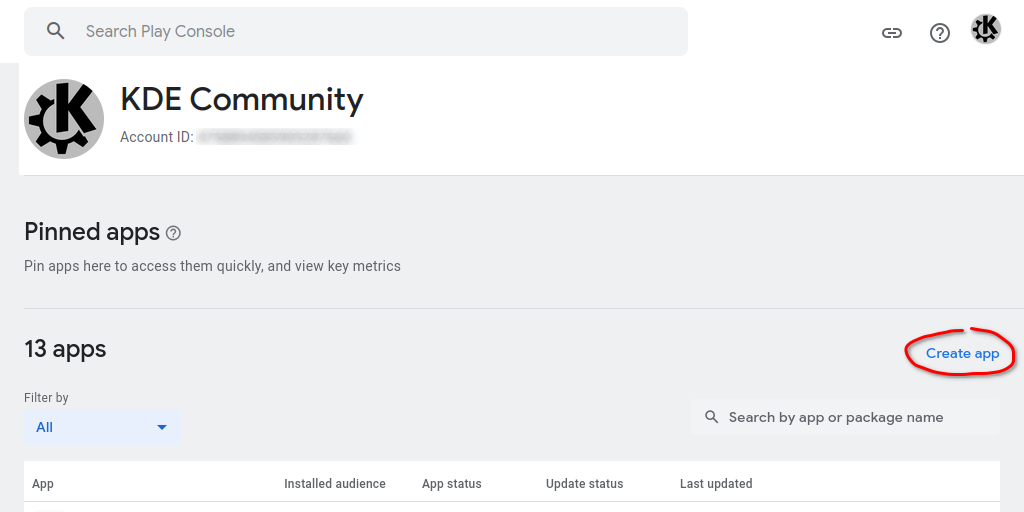 Search Play Console
KDE Community
Account ID:
Pinned apps
Pin apps here to access them quickly, and view key metrics
13 apps
Create app
Filter by
All
Search by app or package name
App Installed audience App status Update status Last updated